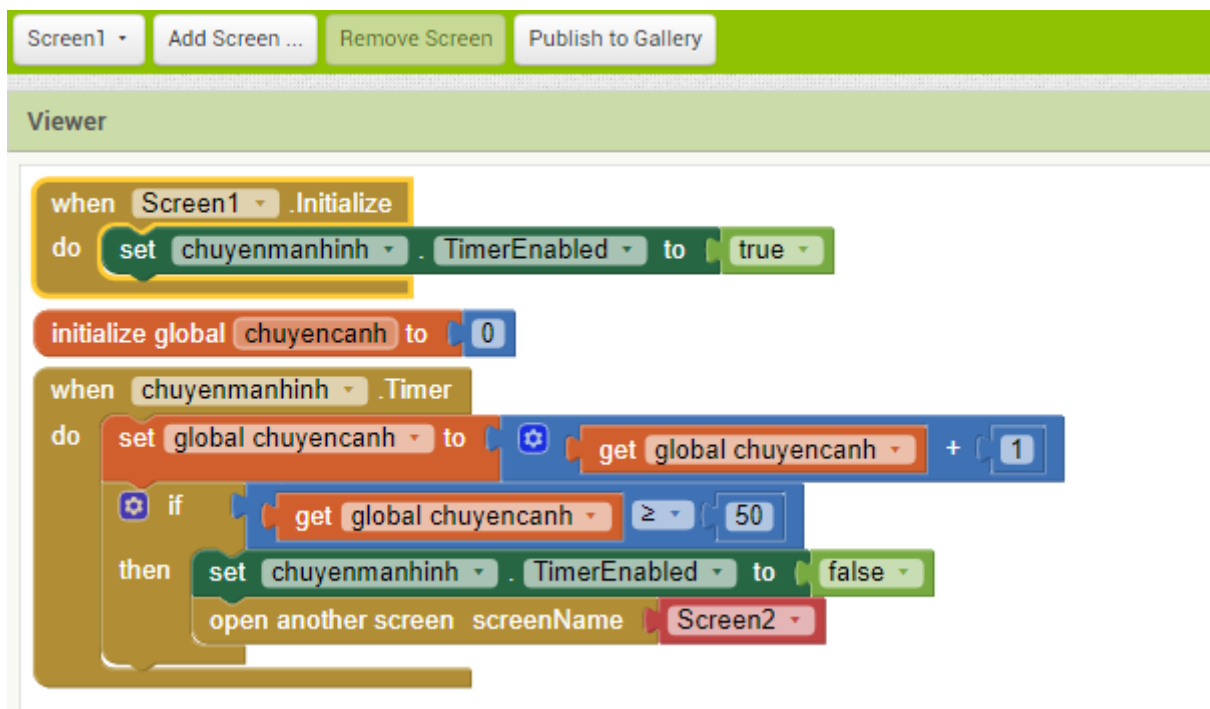 Screen1 Add Screen ... Remove Screen Publish to Gallery
Viewer
when Screen1 .Initialize
do set chuyenmanhinh . TimerEnabled to true
initialize global chuyencanh to 0
when chuyenmanhinh .Timer
do set global chuyencanh to get global chuyencanh + 1
if get global chuyencanh ≥ 50
then set chuyenmanhinh . TimerEnabled to false
open another screen screenName Screen2